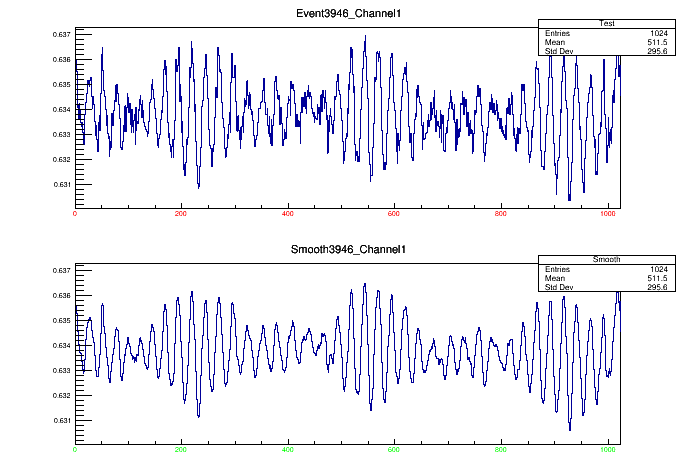 Event3946_Channel1
Test
Entries 1024
Mean 511.5
Std Dev 295.6
0.637
0.636
0.635
0.634
0.633
0.632
0.631
0 200 400 600 800 1000
Smooth3946_Channel1
Smooth
Entries 1024
Mean 511.5
Std Dev 295.6
0.637
0.636
0.635
0.634
0.633
0.632
0.631
0 200 400 600 800 1000